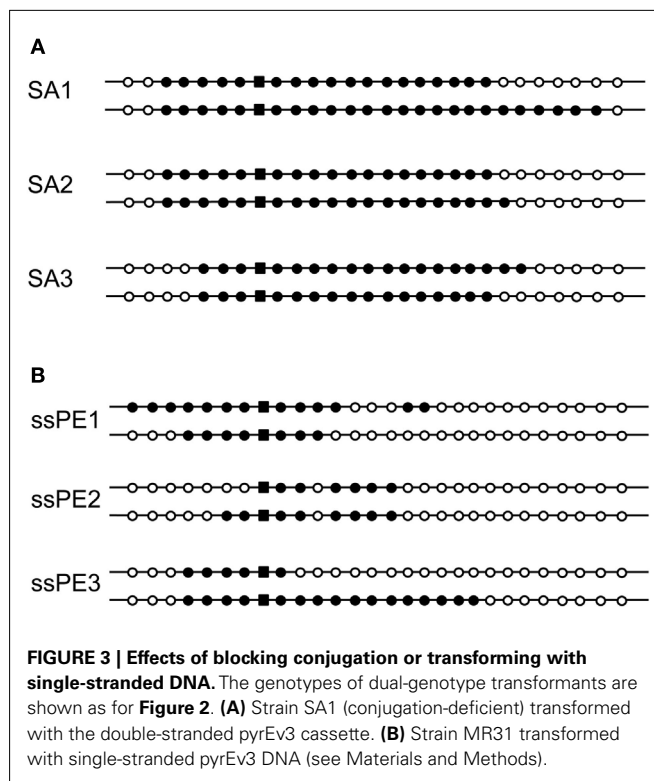 A
SA1
SA2
SA3
B
ssPE1
ssPE2
ssPE3
FIGURE 3 | Effects of blocking conjugation or transforming with
single-stranded DNA. The genotypes of dual-genotype transformants are
shown as for Figure 2. (A) Strain SA1 (conjugation-deficient) transformed
with the double-stranded pyrEv3 cassette. (B) Strain MR31 transformed
with single-stranded pyrEv3 DNA (see Materials and Methods).